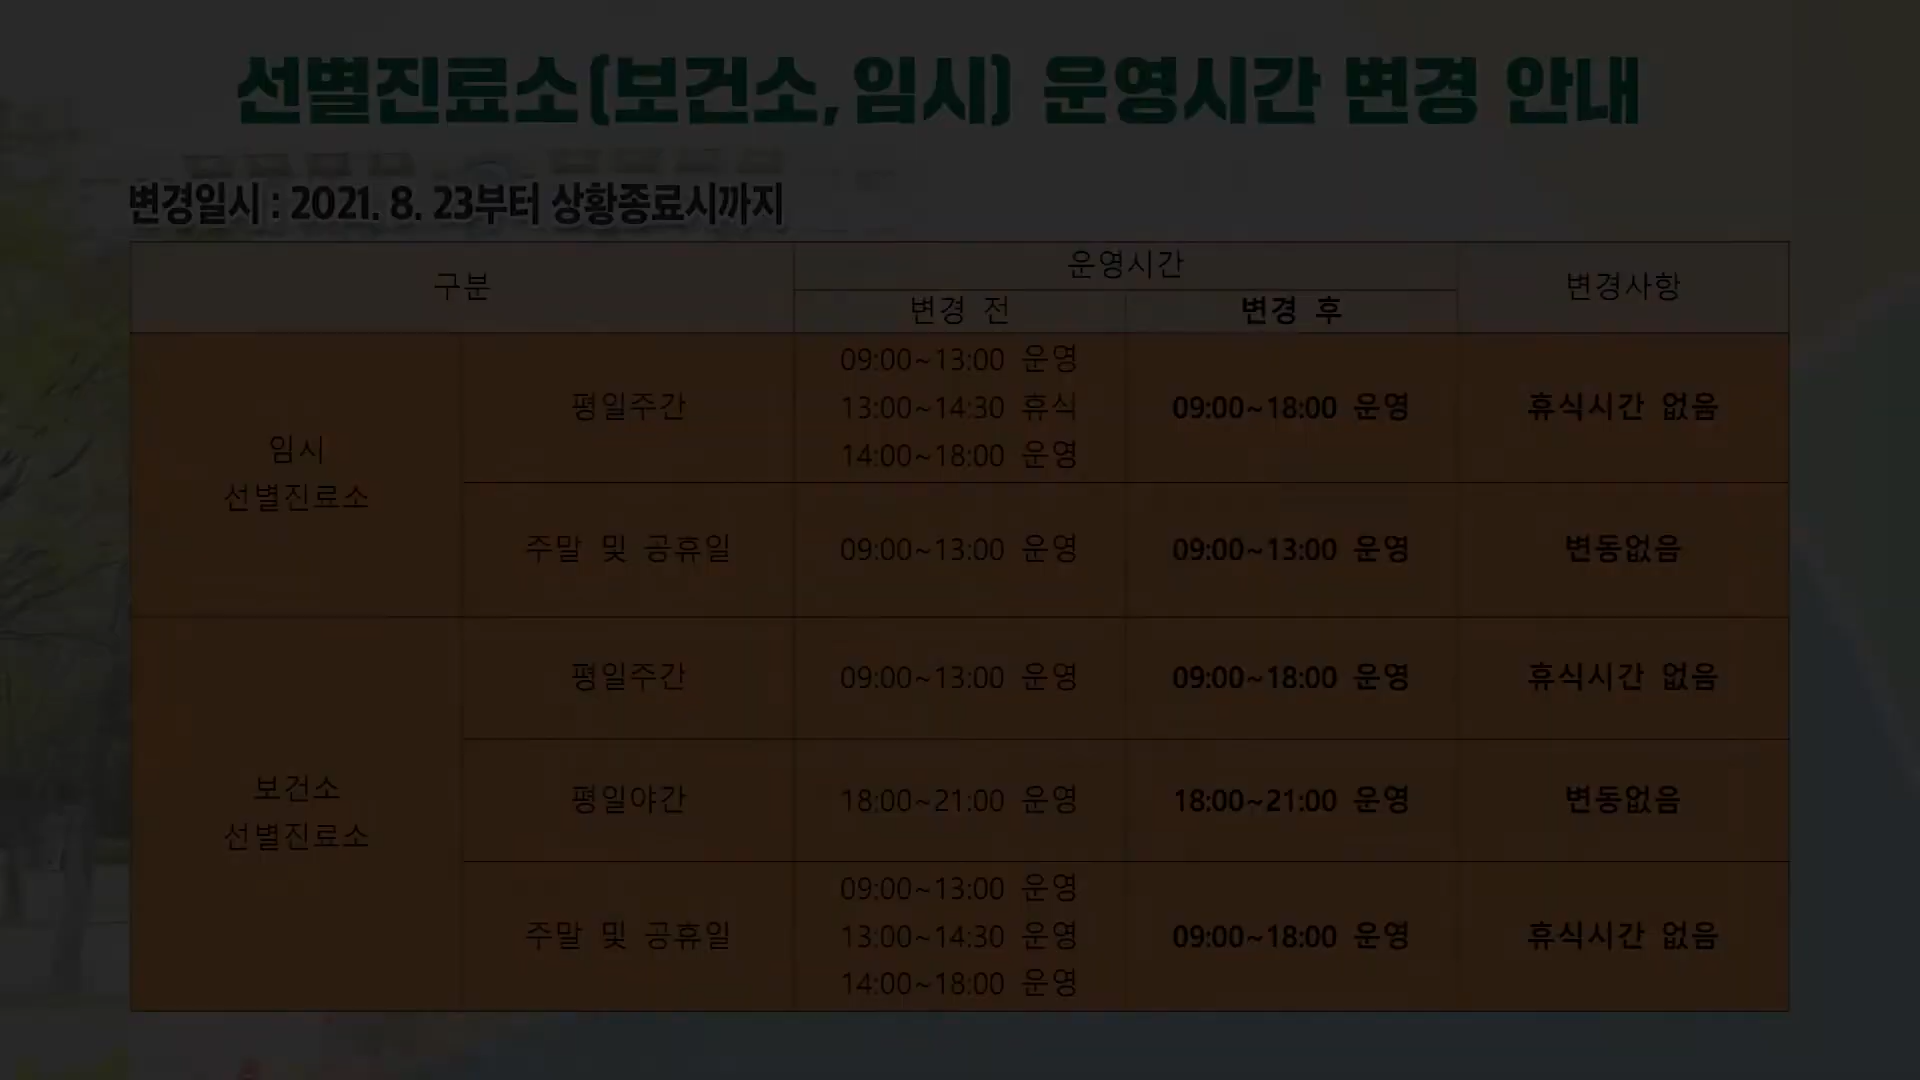 선별진료소(보건소, 임시) 운영시간 변경 안내
변경일시 : 2021. 8. 23부터 상황종료시까지
구분
운영시간
변경사항
변경 전
변경 후
임시
선별진료소
평일주간
09:00~13:00 운영
13:00~14:30 휴식
14:00~18:00 운영
09:00~18:00 운영
휴식시간 없음
주말 및 공휴일
09:00~13:00 운영
09:00~13:00 운영
변동없음
보건소
선별진료소
평일주간
09:00~13:00 운영
09:00~18:00 운영
휴식시간 없음
평일야간
18:00~21:00 운영
18:00~21:00 운영
변동없음
주말 및 공휴일
09:00~13:00 운영
13:00~14:30 운영
14:00~18:00 운영
09:00~18:00 운영
휴식시간 없음